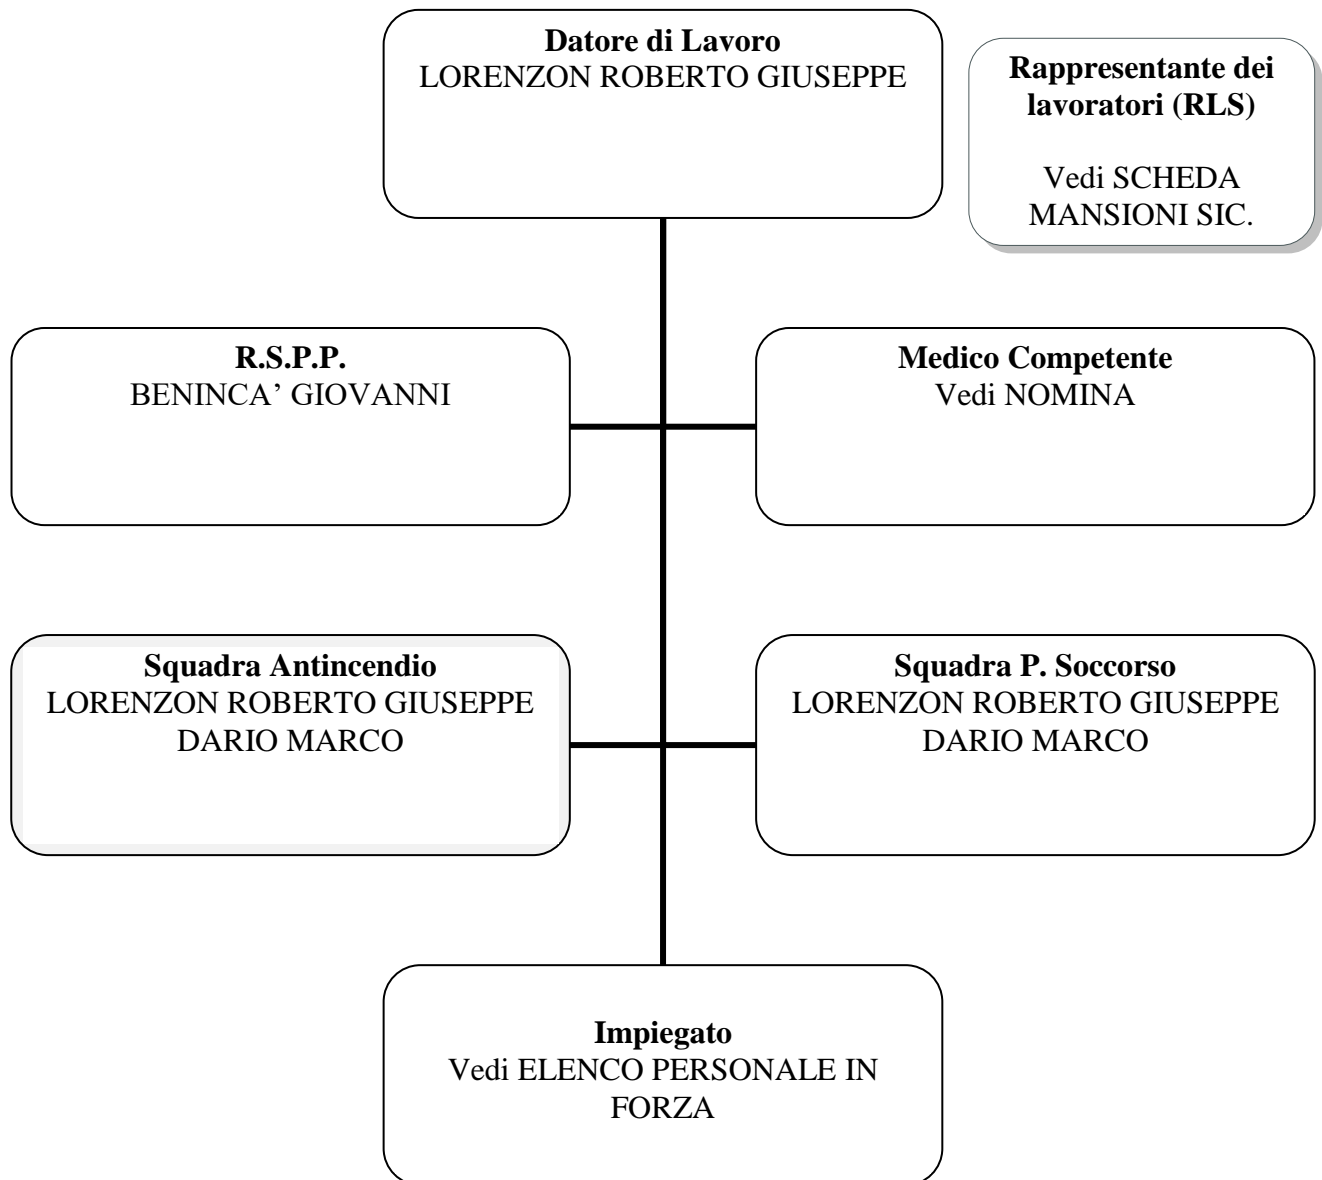 Datore di Lavoro
LORENZON ROBERTO GIUSEPPE
Rappresentante dei
lavoratori (RLS)
Vedi SCHEDA
MANSIONI SIC.
R.S.P.P.
BENINCA’ GIOVANNI
Medico Competente
Vedi NOMINA
Squadra Antincendio
LORENZON ROBERTO GIUSEPPE
DARIO MARCO
Squadra P. Soccorso
LORENZON ROBERTO GIUSEPPE
DARIO MARCO
Impiegato
Vedi ELENCO PERSONALE IN
FORZA